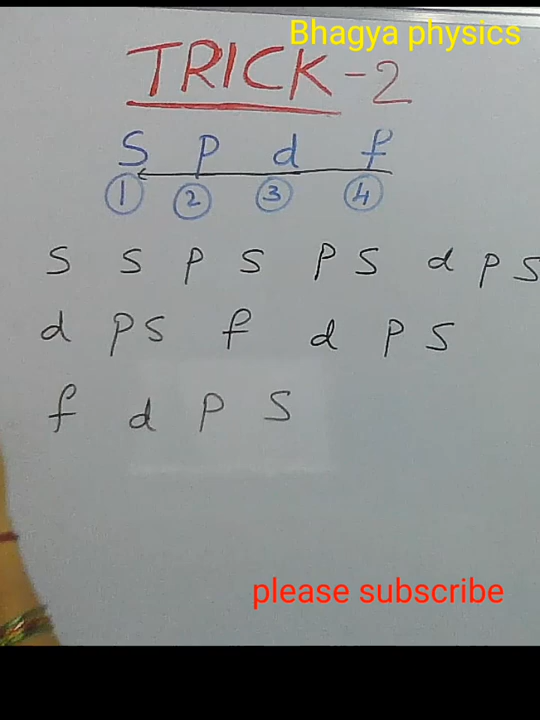 Bhagya physics
TRICK-2
S p d f
1 2 3 4
S S P S P S d P S
d P S f d P S
f d P S
please subscribe